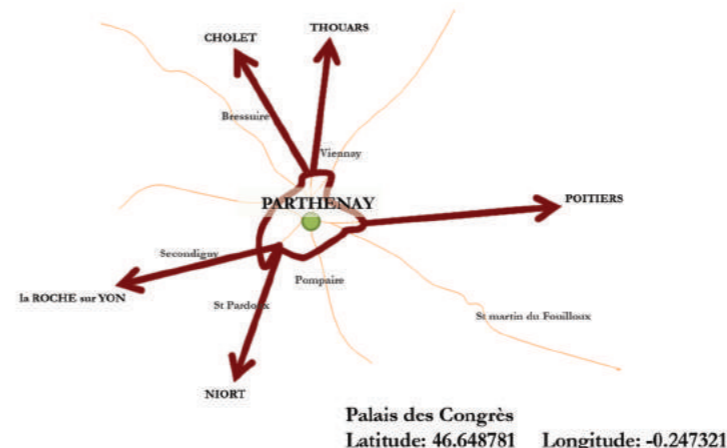 THOUARS
CHOLET
Bressuire
Viennay
PARTHENAY
POITIERS
Secondigny
Pompaire
la ROCHE sur YON
St Pardoux
St martin du Fouilloux
NIORT
Palais des Congrès
Latitude: 46.648781 Longitude: -0.247321